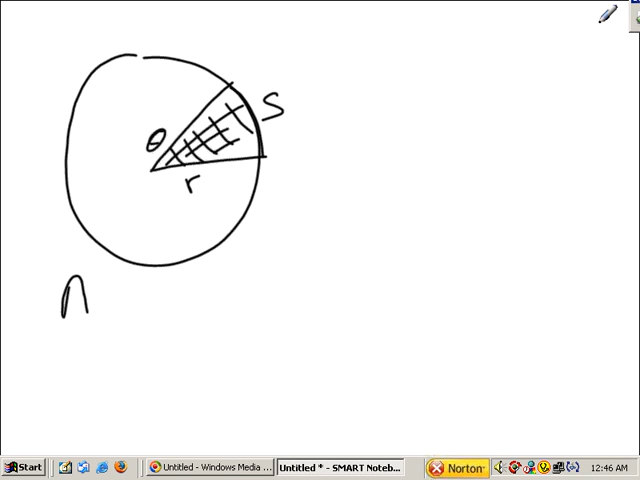 θ
S
r
Start
Untitled - Windows Media ...
Untitled * - SMART Noteb...
Norton
12:46 AM